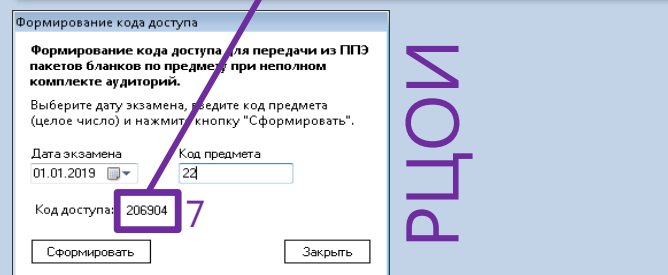 Формирование кода доступа
Формирование кода доступа для передачи из ППЭ
пакетов бланков по предмету при неполном
комплекте аудиторий.
Выберите дату экзамена, введите код предмета
(целое число) и нажмите кнопку "Сформировать".
Дата экзамена Код предмета
01.01.2019 22
Код доступа: 206904 7
Сформировать Закрыть
РЦОИ